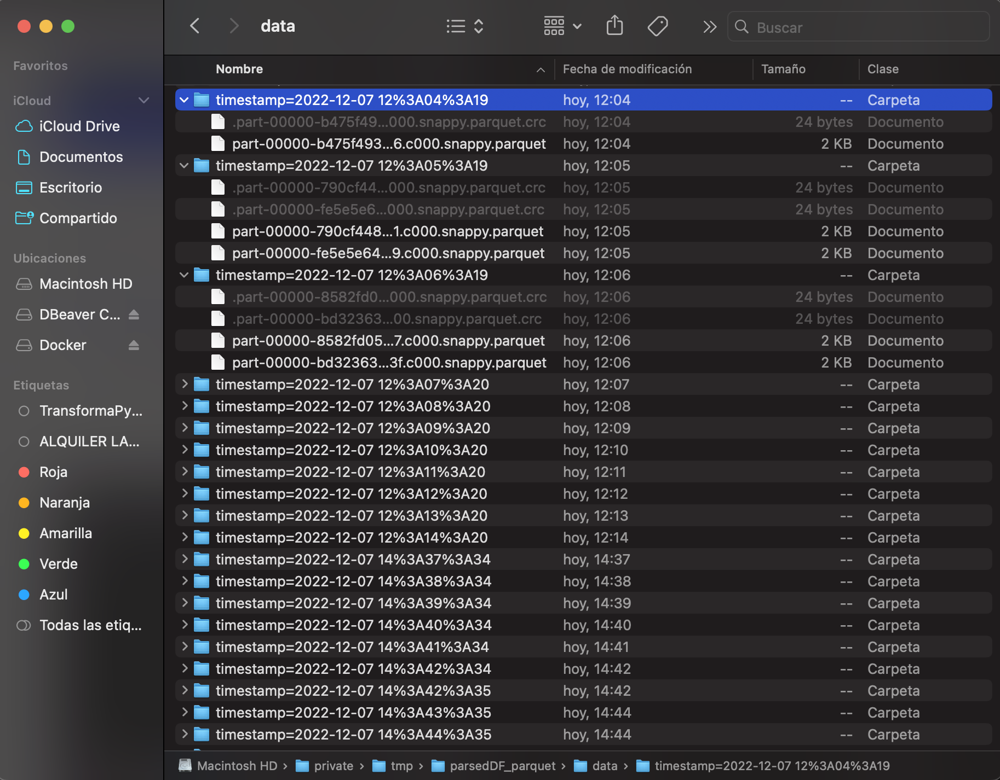 data
Buscar
Favoritos
iCloud
iCloud Drive
Documentos
Escritorio
Compartido
Ubicaciones
Macintosh HD
DBeaver C...
Docker
Etiquetas
TransformaPy...
ALQUILER LA...
Roja
Naranja
Amarilla
Verde
Azul
Todas las etiq...
Nombre Fecha de modificación Tamaño Clase
timestamp=2022-12-07 12%3A04%3A19 hoy, 12:04 -- Carpeta
.part-00000-b475f49...000.snappy.parquet.crc hoy, 12:04 24 bytes Documento
part-00000-b475f493...6.c000.snappy.parquet hoy, 12:04 2 KB Documento
timestamp=2022-12-07 12%3A05%3A19 hoy, 12:05 -- Carpeta
.part-00000-790cf44...000.snappy.parquet.crc hoy, 12:05 24 bytes Documento
.part-00000-fe5e5e6...000.snappy.parquet.crc hoy, 12:05 24 bytes Documento
part-00000-790cf448...1.c000.snappy.parquet hoy, 12:05 2 KB Documento
part-00000-fe5e5e64...9.c000.snappy.parquet hoy, 12:05 2 KB Documento
timestamp=2022-12-07 12%3A06%3A19 hoy, 12:06 -- Carpeta
.part-00000-8582fd0...000.snappy.parquet.crc hoy, 12:06 24 bytes Documento
.part-00000-bd32363...00.snappy.parquet.crc hoy, 12:06 24 bytes Documento
part-00000-8582fd05...7.c000.snappy.parquet hoy, 12:06 2 KB Documento
part-00000-bd32363...3f.c000.snappy.parquet hoy, 12:06 2 KB Documento
timestamp=2022-12-07 12%3A07%3A20 hoy, 12:07 -- Carpeta
timestamp=2022-12-07 12%3A08%3A20 hoy, 12:08 -- Carpeta
timestamp=2022-12-07 12%3A09%3A20 hoy, 12:09 -- Carpeta
timestamp=2022-12-07 12%3A10%3A20 hoy, 12:10 -- Carpeta
timestamp=2022-12-07 12%3A11%3A20 hoy, 12:11 -- Carpeta
timestamp=2022-12-07 12%3A12%3A20 hoy, 12:12 -- Carpeta
timestamp=2022-12-07 12%3A13%3A20 hoy, 12:13 -- Carpeta
timestamp=2022-12-07 12%3A14%3A20 hoy, 12:14 -- Carpeta
timestamp=2022-12-07 14%3A37%3A34 hoy, 14:37 -- Carpeta
timestamp=2022-12-07 14%3A38%3A34 hoy, 14:38 -- Carpeta
timestamp=2022-12-07 14%3A39%3A34 hoy, 14:39 -- Carpeta
timestamp=2022-12-07 14%3A40%3A34 hoy, 14:40 -- Carpeta
timestamp=2022-12-07 14%3A41%3A34 hoy, 14:41 -- Carpeta
timestamp=2022-12-07 14%3A42%3A34 hoy, 14:42 -- Carpeta
timestamp=2022-12-07 14%3A42%3A35 hoy, 14:42 -- Carpeta
timestamp=2022-12-07 14%3A43%3A35 hoy, 14:44 -- Carpeta
timestamp=2022-12-07 14%3A44%3A35 hoy, 14:44 -- Carpeta
Macintosh HD › private › tmp › parsedDF_parquet › data › timestamp=2022-12-07 12%3A04%3A19